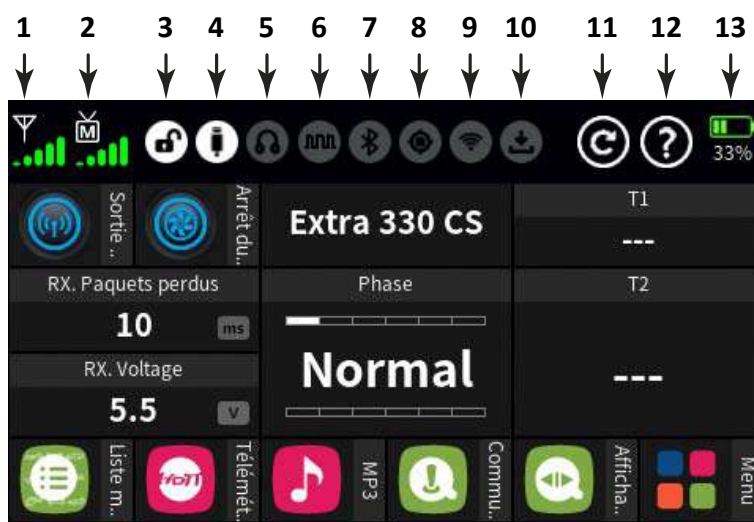 1 2 3 4 5 6 7 8 9 10 11 12 13
M
33%
Sortie ..
Arrêt du..
Extra 330 CS
T1
---
RX. Paquets perdus
10 ms
Phase
Normal
T2
---
RX. Voltage
5.5 V
Liste m..
HoTT
Télémét..
MP3
Commu..
Afficha..
Menu